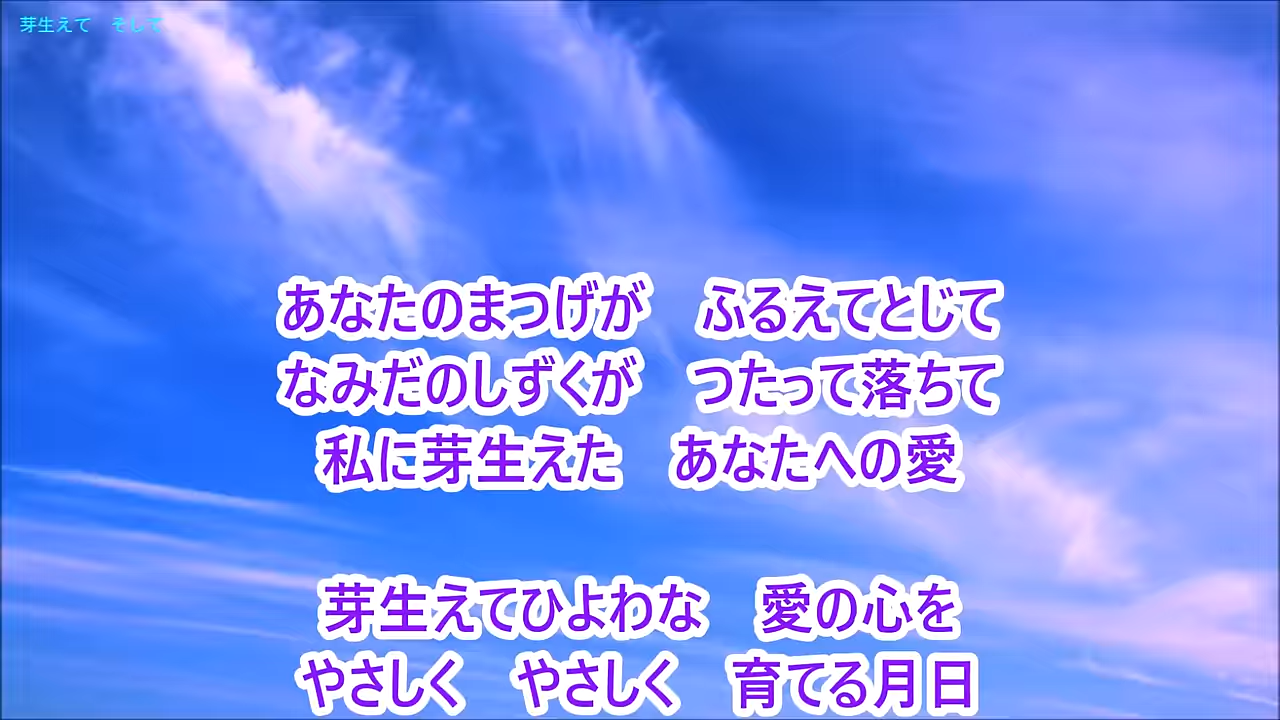 芽生えて　そして
あなたのまつげが　ふるえてとじて
なみだのしずくが　つたって落ちて
私に芽生えた　あなたへの愛
芽生えてひよわな　愛の心を
やさしく　やさしく　育てる月日